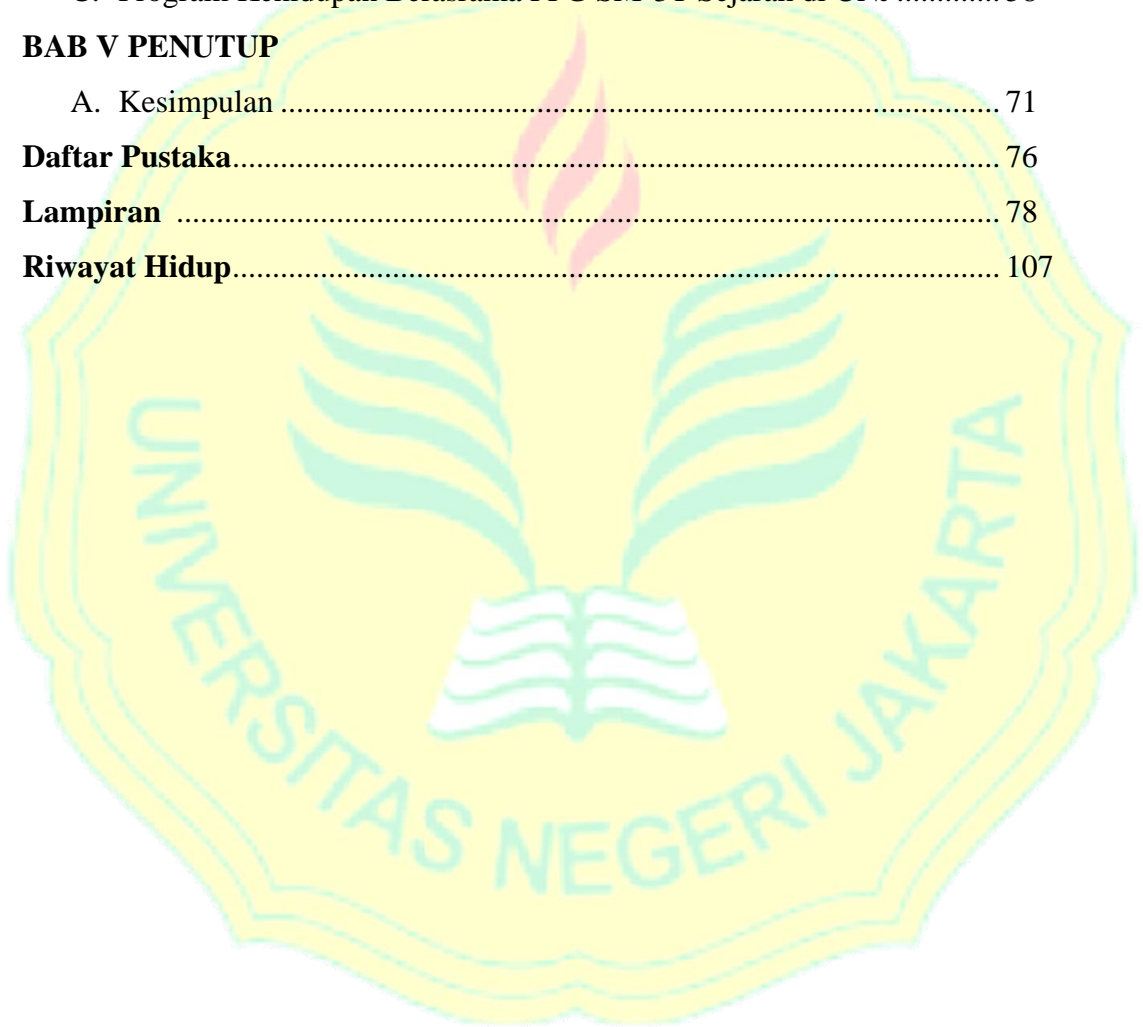 BAB V PENUTUP
A. Kesimpulan ............................................................................ 71
Daftar Pustaka................................................................................. 76
Lampiran ....................................................................................... 78
Riwayat Hidup................................................................................. 107
UNIVERSITAS NEGERI JAKARTA